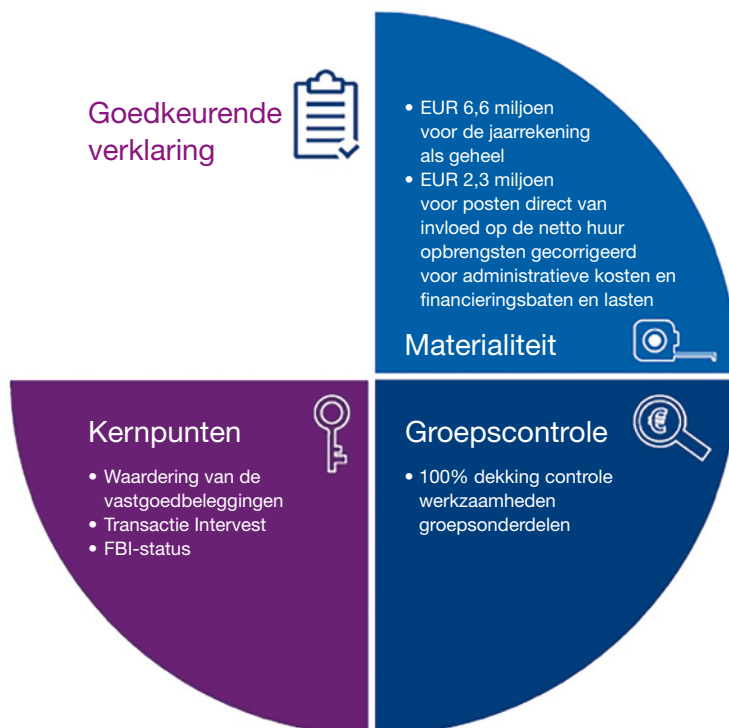 Goedkeurende
verklaring
• EUR 6,6 miljoen
voor de jaarrekening
als geheel
• EUR 2,3 miljoen
voor posten direct van
invloed op de netto huur
opbrengsten gecorrigeerd
voor administratieve kosten en
financieringsbaten en lasten
Materialiteit
Kernpunten
• Waardering van de
vastgoedbeleggingen
• Transactie Intervest
• FBI-status
Groepscontrole
• 100% dekking controle
werkzaamheden
groepsonderdelen
€